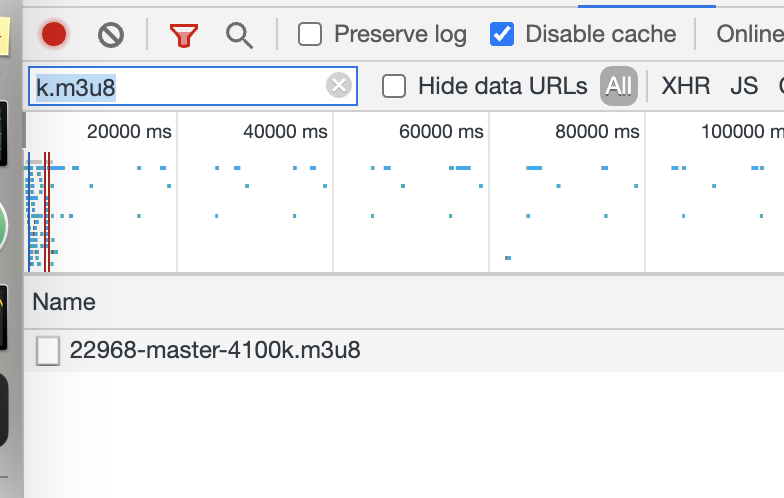 Preserve log Disable cache Online
k.m3u8 Hide data URLs All XHR JS
20000 ms 40000 ms 60000 ms 80000 ms 100000 m
Name
22968-master-4100k.m3u8